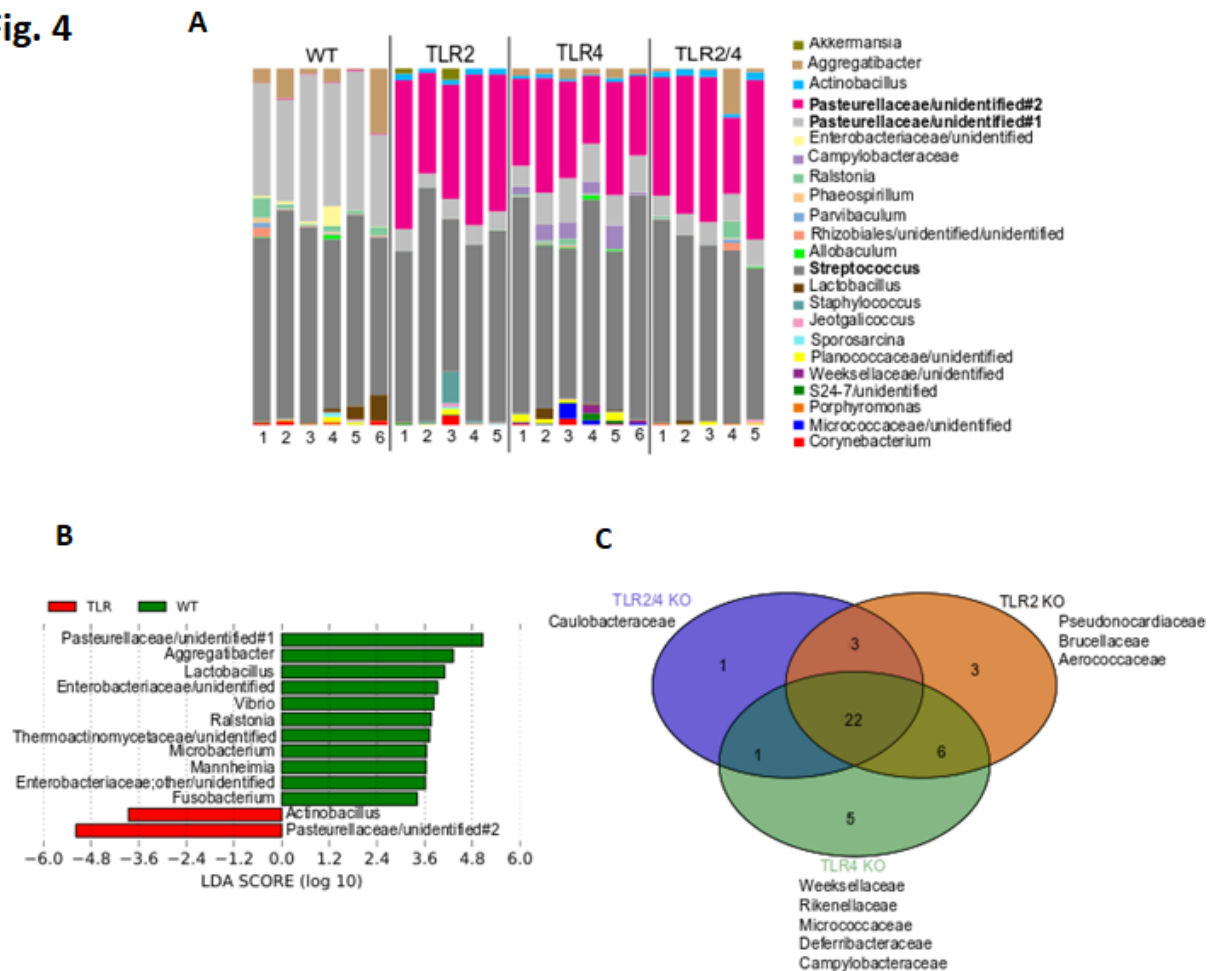 ig. 4
A
WT
TLR2
TLR4
TLR2/4
1 2 3 4 5 6 1 2 3 4 5 1 2 3 4 5 6 1 2 3 4 5
Akkermansia
Aggregatibacter
Actinobacillus
Pasteurellaceae/unidentified#2
Pasteurellaceae/unidentified#1
Enterobacteriaceae/unidentified
Campylobacteraceae
Ralstonia
Phaeospirillum
Parvibaculum
Rhizobiales/unidentified/unidentified
Allobaculum
Streptococcus
Lactobacillus
Staphylococcus
Jeotgalicoccus
Sporosarcina
Planococcaceae/unidentified
Weeksellaceae/unidentified
S24-7/unidentified
Porphyromonas
Micrococcaceae/unidentified
Corynebacterium
B
TLR WT
Pasteurellaceae/unidentified#1
Aggregatibacter
Lactobacillus
Enterobacteriaceae/unidentified
Vibrio
Ralstonia
Thermoactinomycetaceae/unidentified
Microbacterium
Mannheimia
Enterobacteriaceae;other/unidentified
Fusobacterium
Actinobacillus
Pasteurellaceae/unidentified#2
−6.0 −4.8 −3.6 −2.4 −1.2 0.0 1.2 2.4 3.6 4.8 6.0
LDA SCORE (log 10)
C
TLR2/4 KO
Caulobacteraceae
TLR2 KO
Pseudonocardiaceae
Brucellaceae
Aerococcaceae
1
3
3
22
1
6
5
TLR4 KO
Weeksellaceae
Rikenellaceae
Micrococcaceae
Deferribacteraceae
Campylobacteraceae